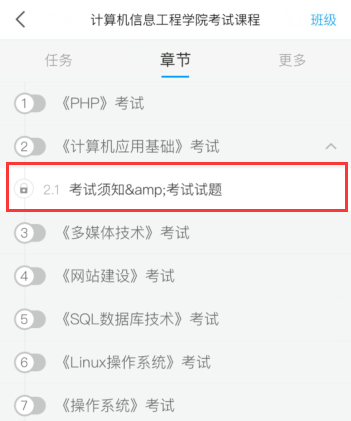 计算机信息工程学院考试课程 班级
任务 章节 更多
1 《PHP》考试
2 《计算机应用基础》考试
2.1 考试须知&amp;考试试题
3 《多媒体技术》考试
4 《网站建设》考试
5 《SQL数据库技术》考试
6 《Linux操作系统》考试
7 《操作系统》考试